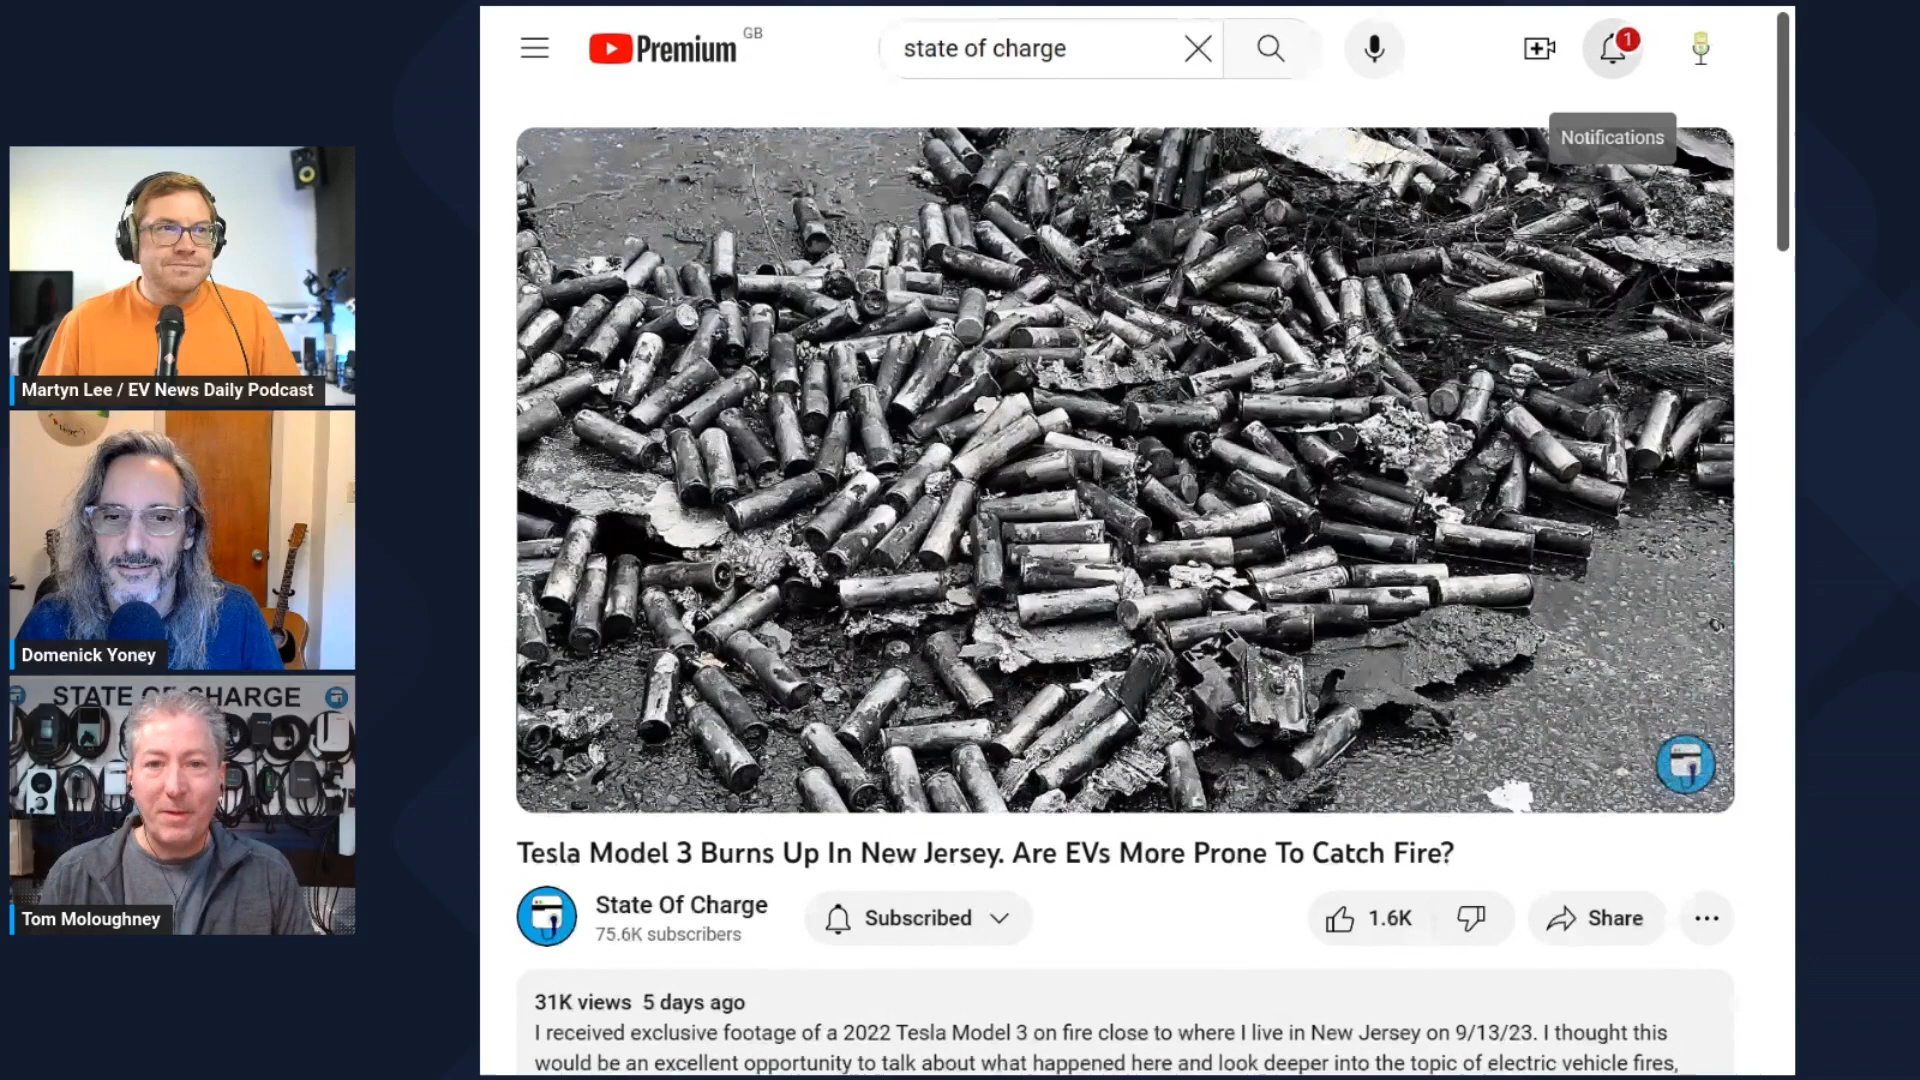 Premium GB
state of charge
1
Notifications
Martyn Lee / EV News Daily Podcast
Domenick Yoney
STATE OF CHARGE
Tom Moloughney
Tesla Model 3 Burns Up In New Jersey. Are EVs More Prone To Catch Fire?
State Of Charge
75.6K subscribers
Subscribed
1.6K
Share
31K views 5 days ago
I received exclusive footage of a 2022 Tesla Model 3 on fire close to where I live in New Jersey on 9/13/23. I thought this
would be an excellent opportunity to talk about what happened here and look deeper into the topic of electric vehicle fires,